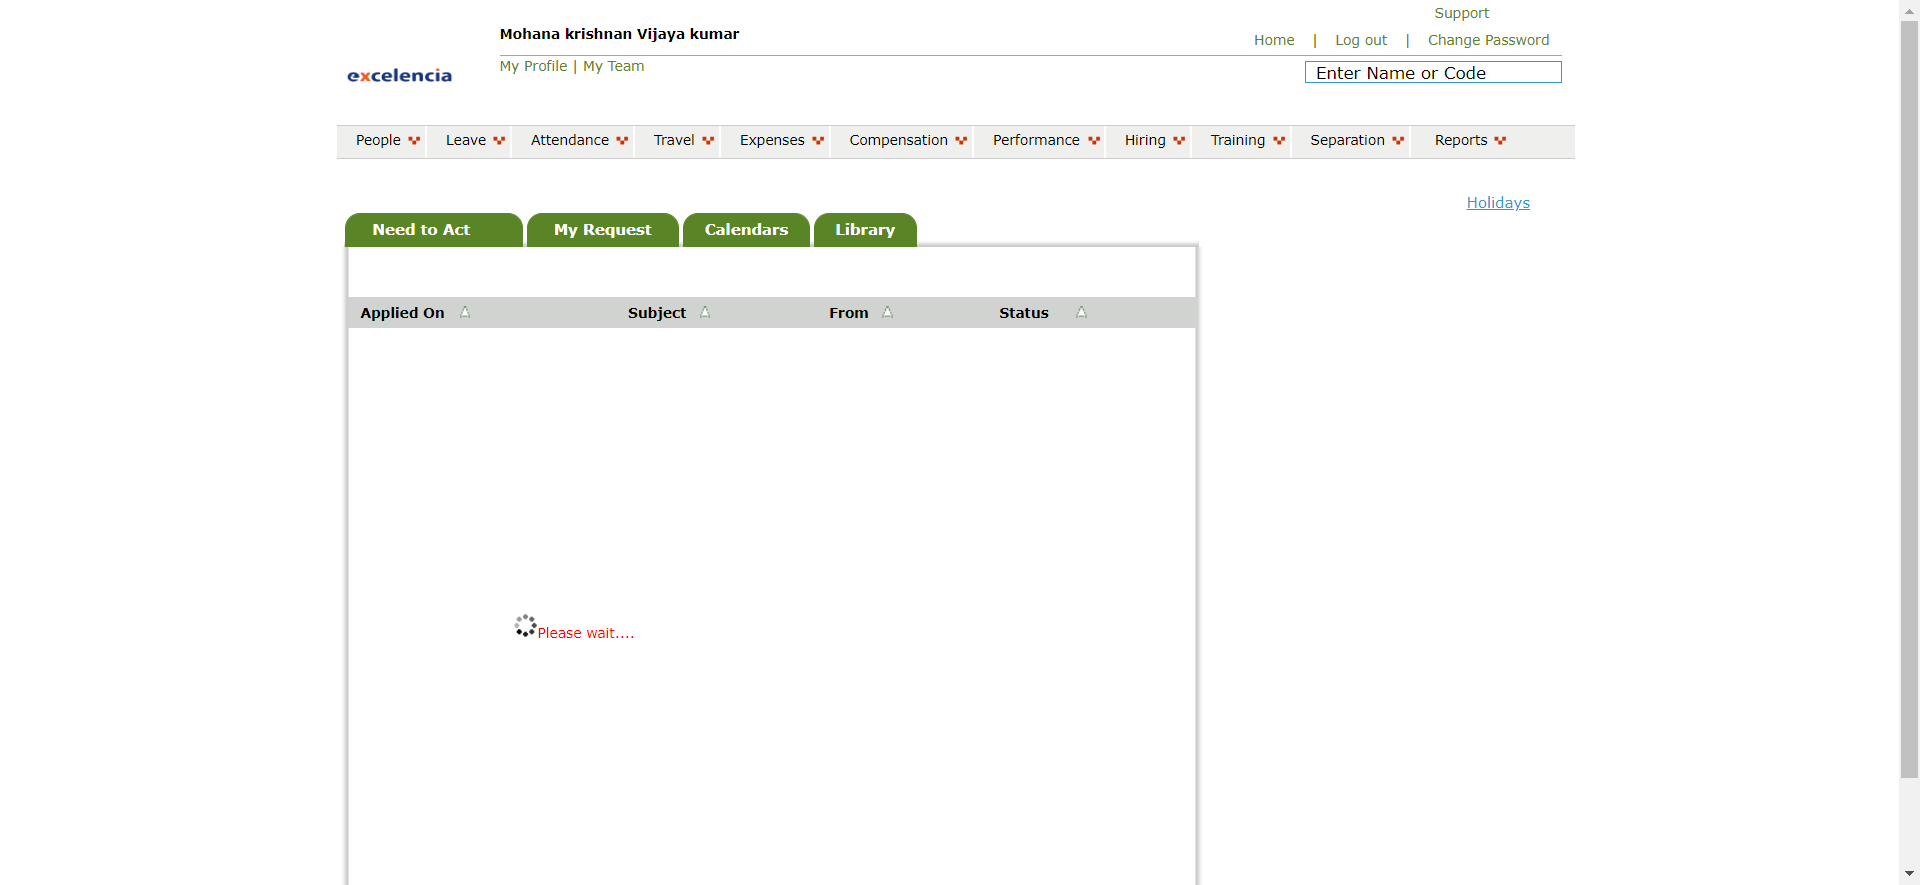 Support
Mohana krishnan Vijaya kumar
Home | Log out | Change Password
My Profile | My Team
excelencia
Enter Name or Code
People Leave Attendance Travel Expenses Compensation Performance Hiring Training Separation Reports
Holidays
Need to Act My Request Calendars Library
Applied On Subject From Status
Please wait....